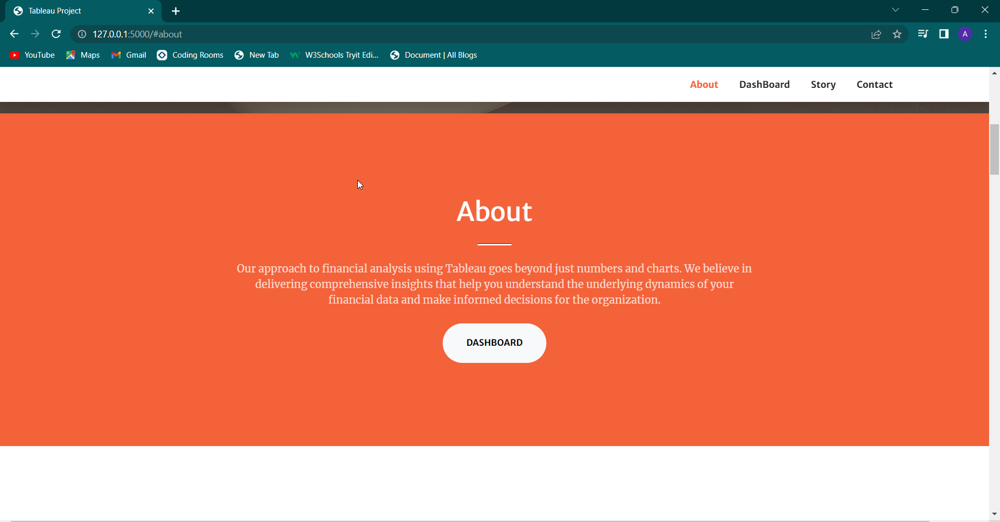 Tableau Project
127.0.0.1:5000/#about
A
YouTube Maps Gmail Coding Rooms New Tab W3Schools Tryit Edi... Document | All Blogs
About DashBoard Story Contact
About
Our approach to financial analysis using Tableau goes beyond just numbers and charts. We believe in
delivering comprehensive insights that help you understand the underlying dynamics of your
financial data and make informed decisions for the organization.
DASHBOARD